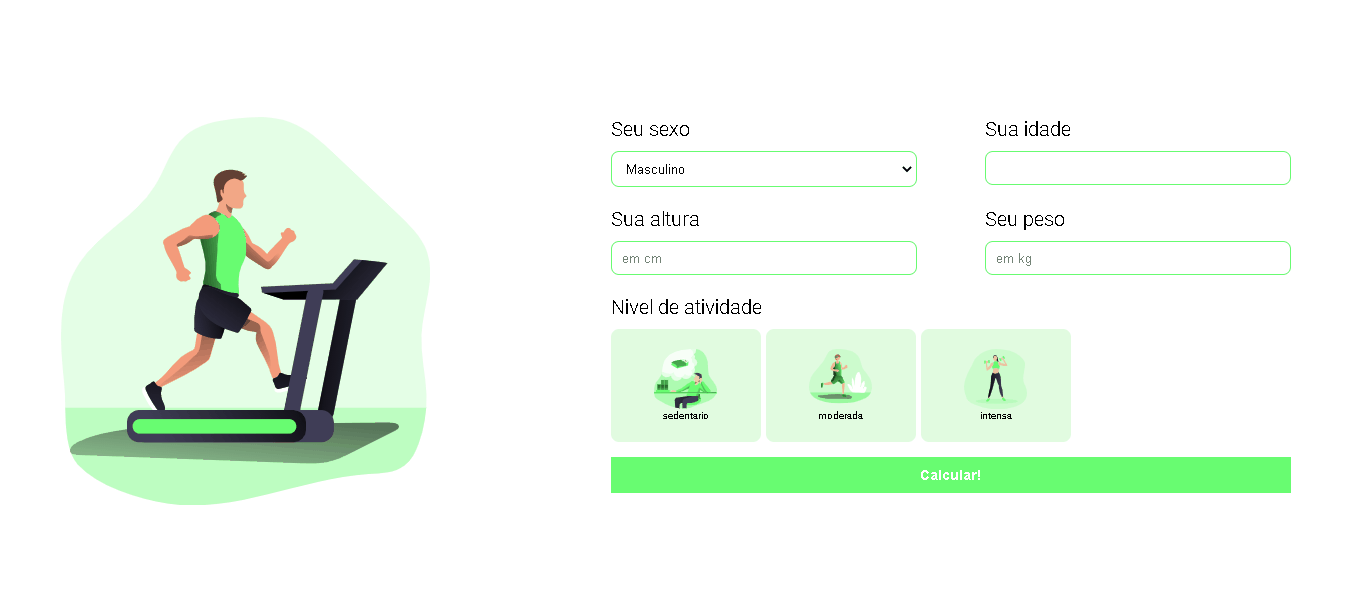 Seu sexo
Sua idade
Masculino
Sua altura
Seu peso
em cm
em kg
Nivel de atividade
sedentario
moderada
intensa
Calcular!